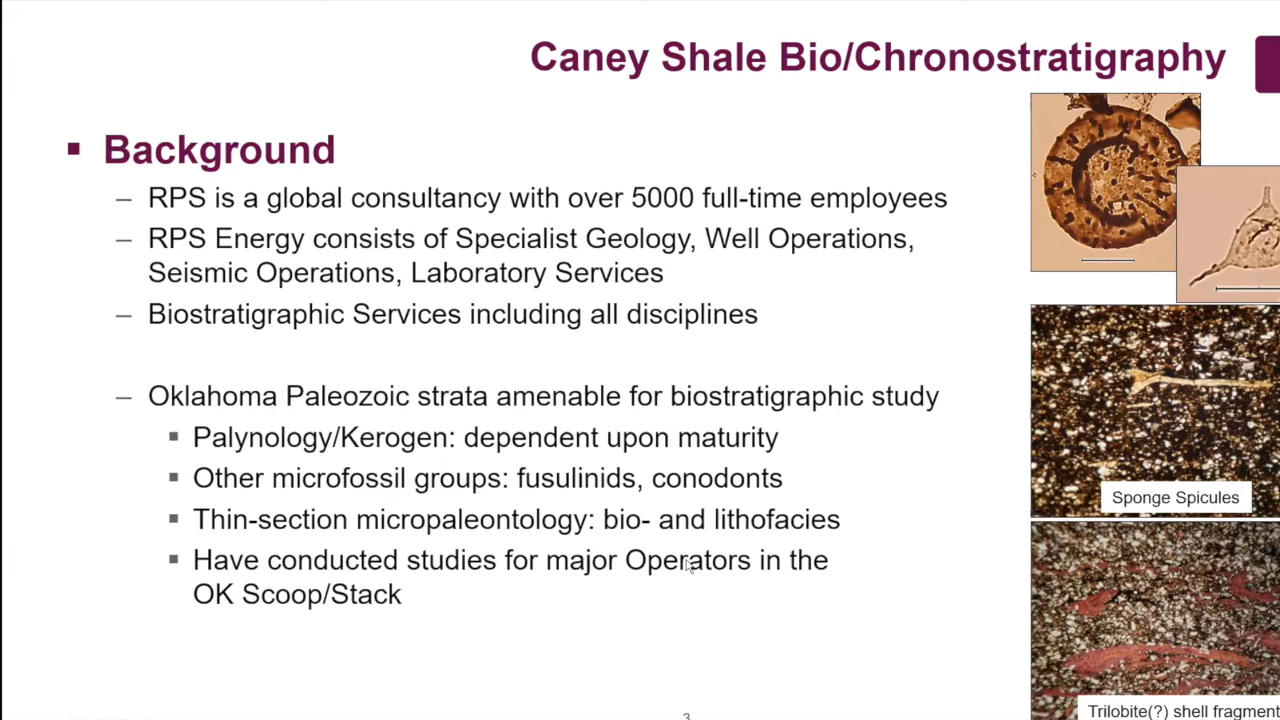 Caney Shale Bio/Chronostratigraphy
▪ Background
– RPS is a global consultancy with over 5000 full-time employees
– RPS Energy consists of Specialist Geology, Well Operations,
Seismic Operations, Laboratory Services
– Biostratigraphic Services including all disciplines
– Oklahoma Paleozoic strata amenable for biostratigraphic study
▪ Palynology/Kerogen: dependent upon maturity
▪ Other microfossil groups: fusulinids, conodonts
▪ Thin-section micropaleontology: bio- and lithofacies
▪ Have conducted studies for major Operators in the
OK Scoop/Stack
Sponge Spicules
Trilobite(?) shell fragment
3